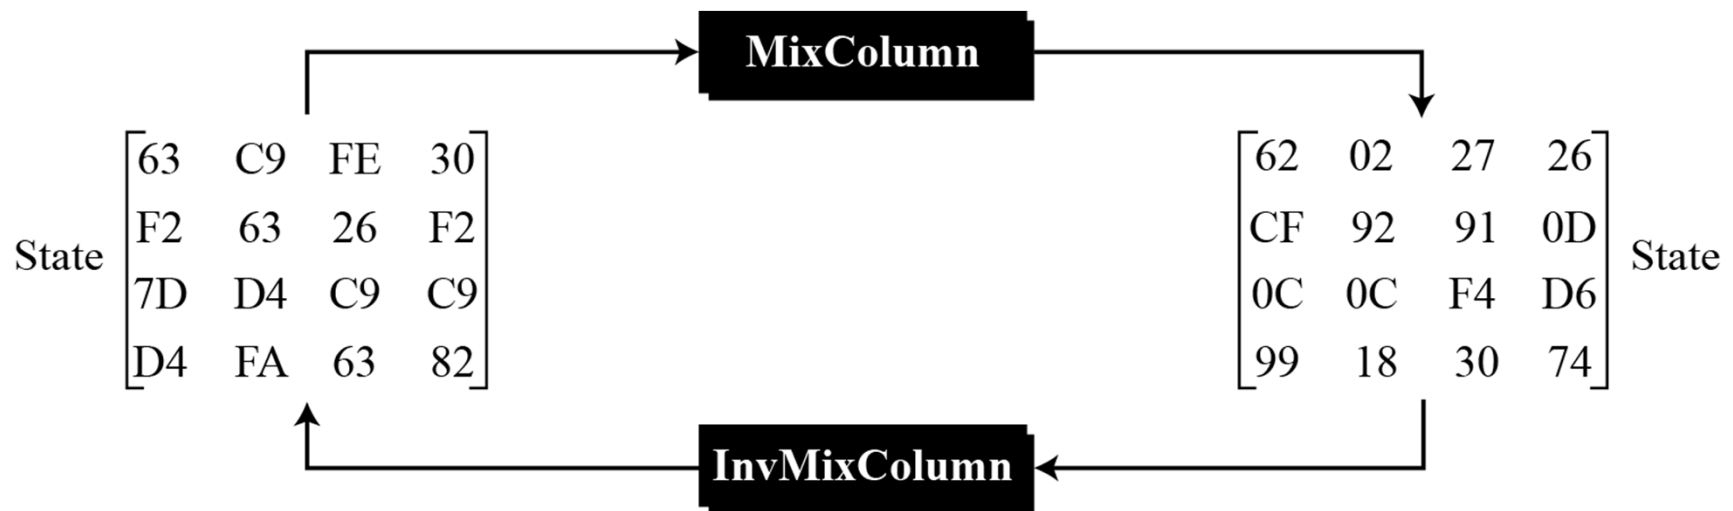 MixColumn
63 C9 FE 30
F2 63 26 F2
State
7D D4 C9 C9
D4 FA 63 82
62 02 27 26
CF 92 91 0D
State
0C 0C F4 D6
99 18 30 74
InvMixColumn